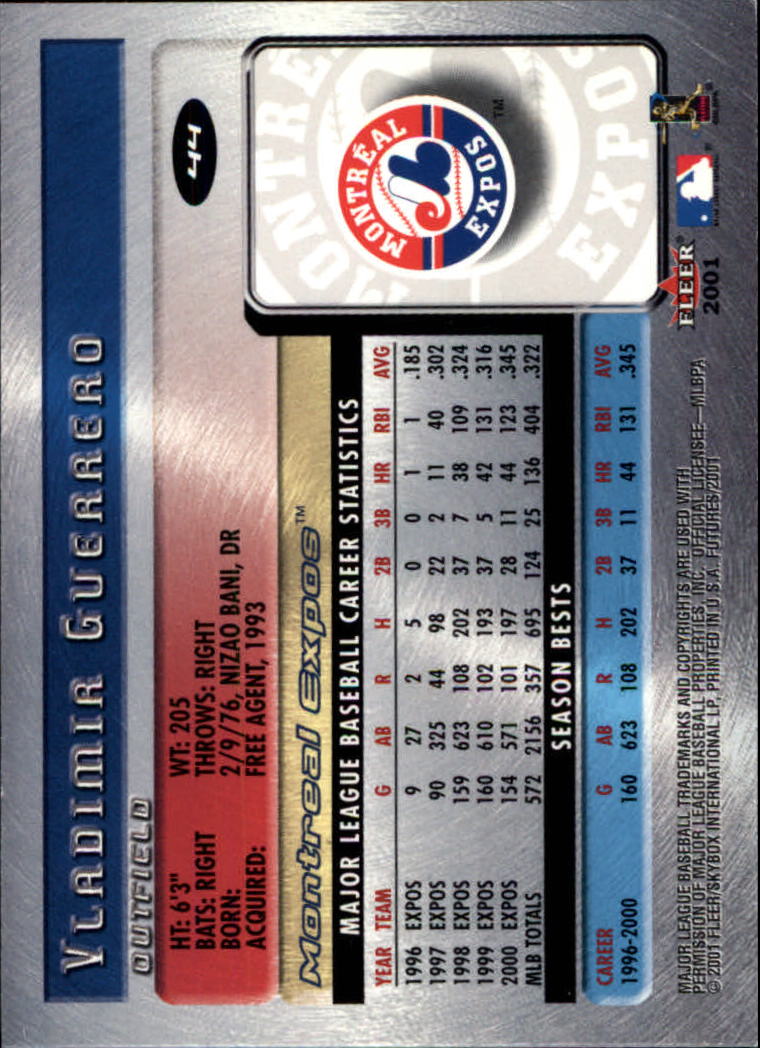 VLADIMIR GUERRERO
OUTFIELD
44
HT: 6'3" WT: 205
BATS: RIGHT THROWS: RIGHT
BORN: 2/9/76, NIZAO BANI, DR
ACQUIRED: FREE AGENT, 1993
MONTRÉAL EXPOS
TM
Montreal Expos™
MAJOR LEAGUE BASEBALL CAREER STATISTICS
YEAR TEAM G AB R H 2B 3B HR RBI AVG
1996 EXPOS 9 27 2 5 0 0 1 1 .185
1997 EXPOS 90 325 44 98 22 2 11 40 .302
1998 EXPOS 159 623 108 202 37 7 38 109 .324
1999 EXPOS 160 610 102 193 37 5 42 131 .316
2000 EXPOS 154 571 101 197 28 11 44 123 .345
MLB TOTALS 572 2156 357 695 124 25 136 404 .322
SEASON BESTS
CAREER G AB R H 2B 3B HR RBI AVG
1996-2000 160 623 108 202 37 11 44 131 .345
MAJOR LEAGUE BASEBALL TRADEMARKS AND COPYRIGHTS ARE USED WITH
PERMISSION OF MAJOR LEAGUE BASEBALL PROPERTIES, INC. OFFICIAL LICENSEE—MLBPA
© 2001 FLEER/SKYBOX INTERNATIONAL LP, PRINTED IN U.S.A. FUTURES/2001
FLEER®
2001